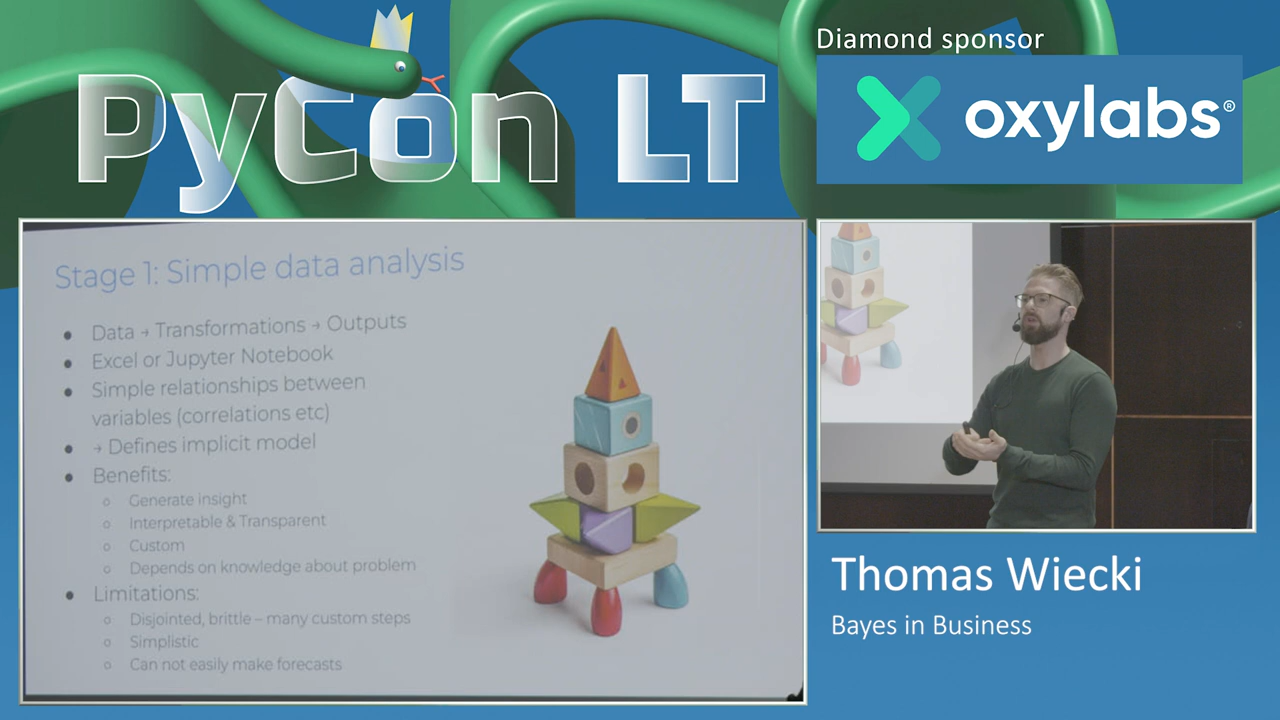 PyCon LT
Diamond sponsor
oxylabs®
Stage 1: Simple data analysis
● Data → Transformations → Outputs
● Excel or Jupyter Notebook
● Simple relationships between
variables (correlations etc)
● → Defines implicit model
● Benefits:
○ Generate insight
○ Interpretable & Transparent
○ Custom
○ Depends on knowledge about problem
● Limitations:
○ Disjointed, brittle – many custom steps
○ Simplistic
○ Can not easily make forecasts
Thomas Wiecki
Bayes in Business